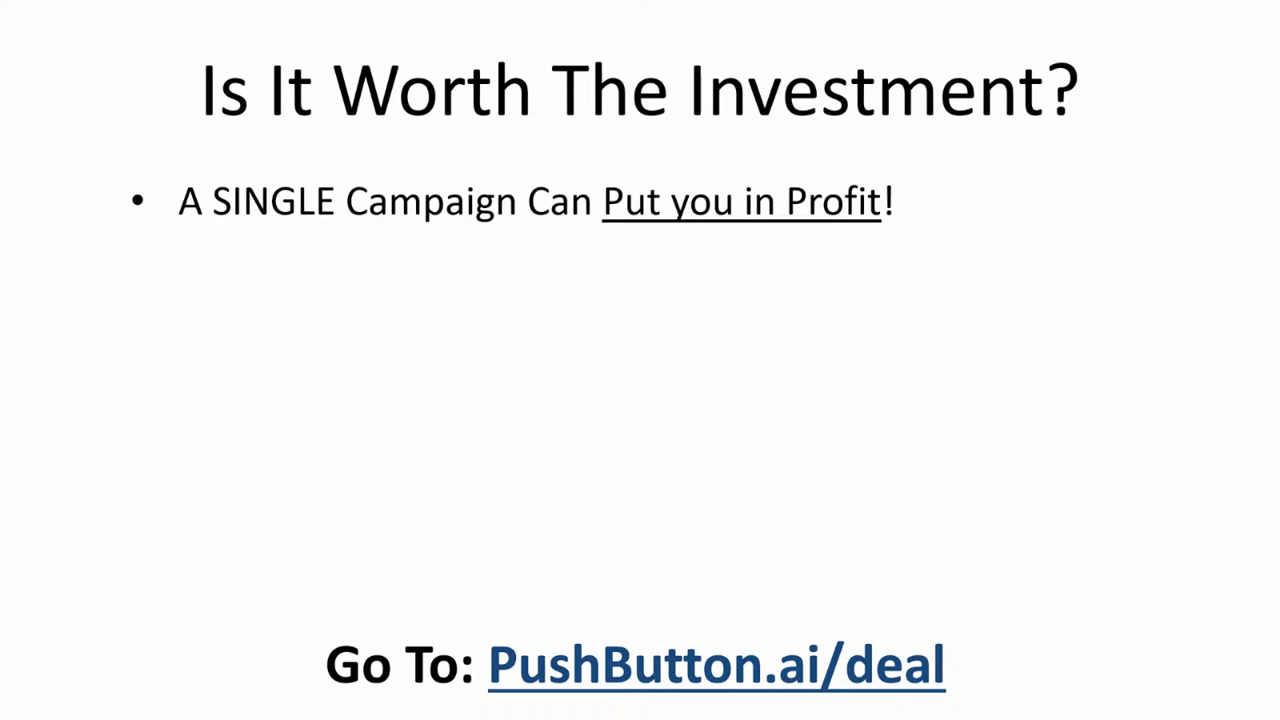 Is It Worth The Investment?
• A SINGLE Campaign Can Put you in Profit!
Go To: PushButton.ai/deal